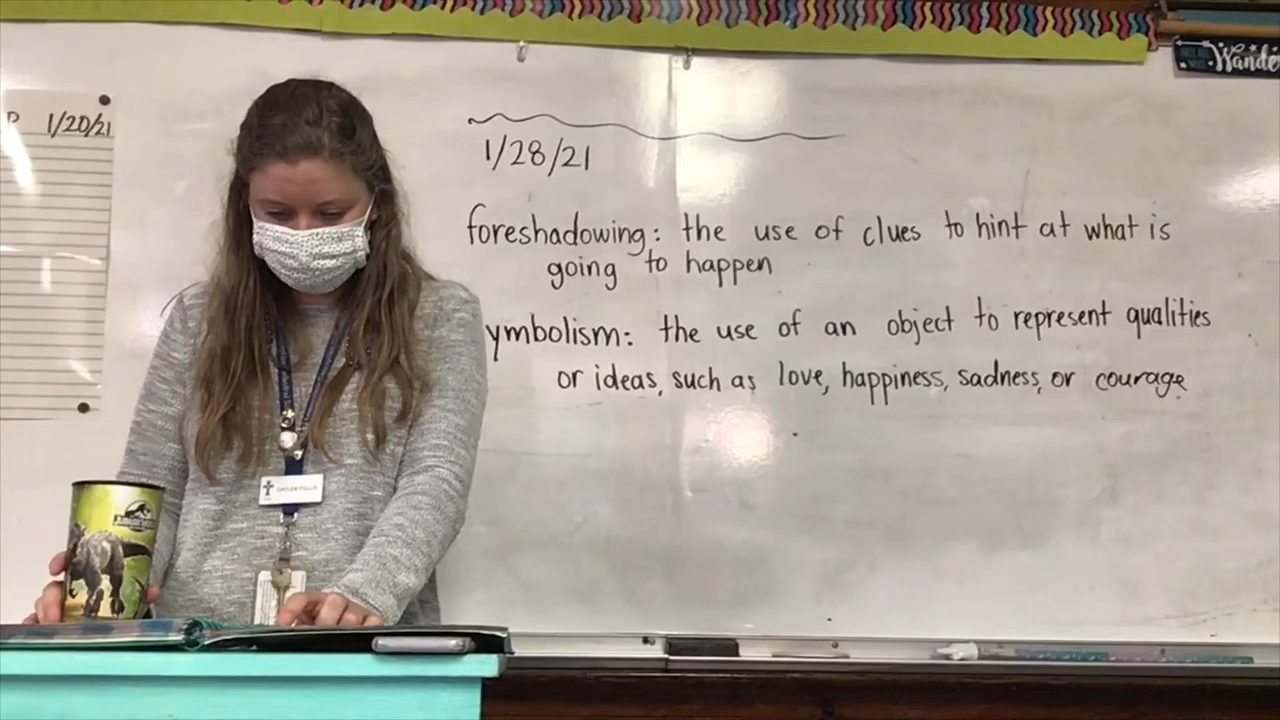 1/20/21
1/28/21
foreshadowing: the use of clues to hint at what is
going to happen
ymbolism: the use of an object to represent qualities
or ideas, such as love, happiness, sadness, or courage
Wande